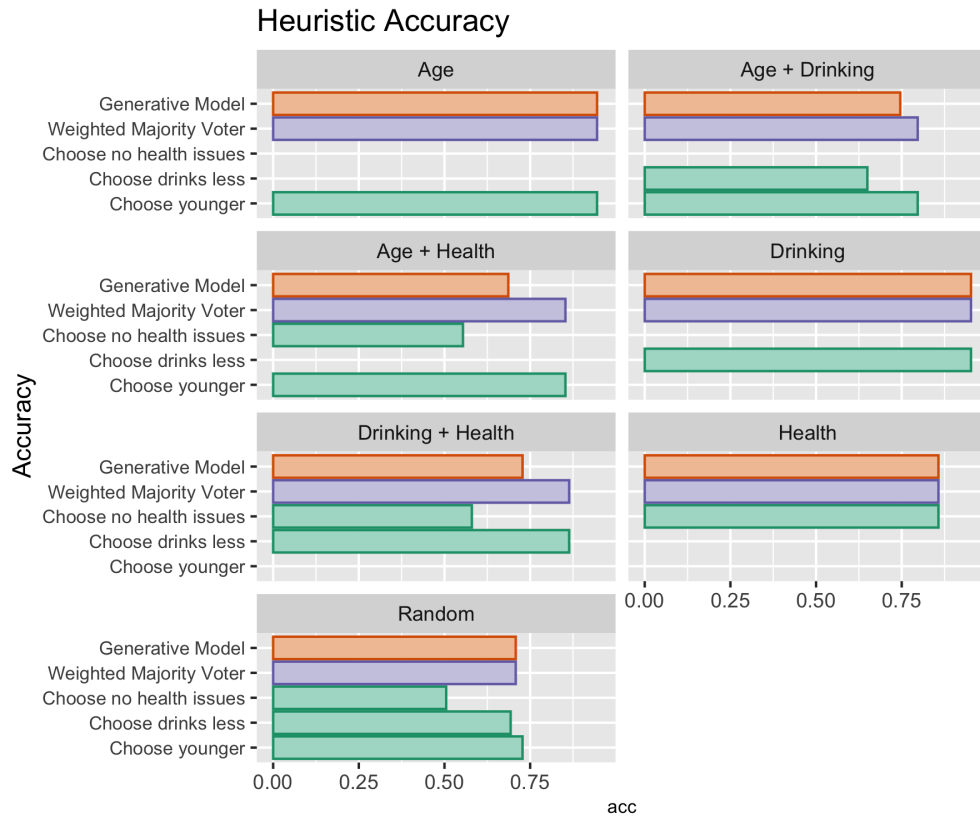 Heuristic Accuracy
Age
Generative Model
Weighted Majority Voter
Choose no health issues
Choose drinks less
Choose younger
Age + Drinking
Age + Health
Generative Model
Weighted Majority Voter
Choose no health issues
Choose drinks less
Choose younger
Drinking
Drinking + Health
Generative Model
Weighted Majority Voter
Choose no health issues
Choose drinks less
Choose younger
Health
0.00 0.25 0.50 0.75
Random
Generative Model
Weighted Majority Voter
Choose no health issues
Choose drinks less
Choose younger
0.00 0.25 0.50 0.75
acc
Accuracy